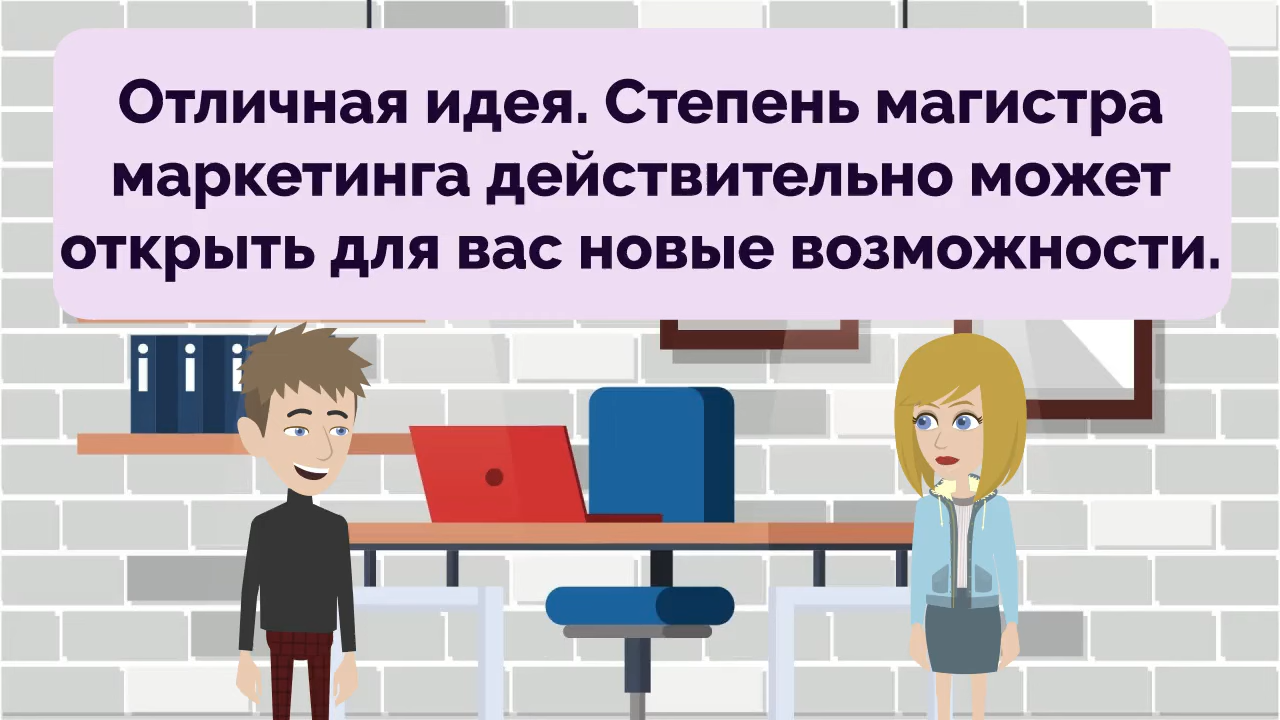 Отличная идея. Степень магистра
маркетинга действительно может
открыть для вас новые возможности.